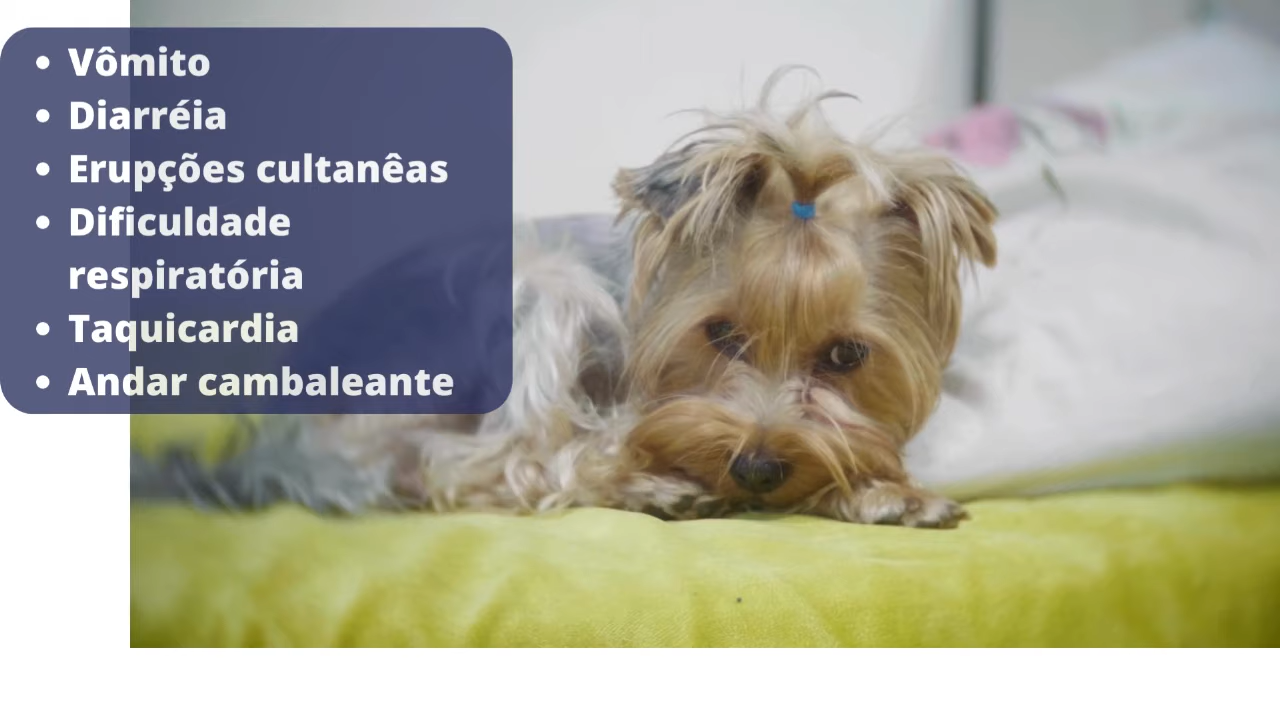 • Vômito
• Diarréia
• Erupções cultanêas
• Dificuldade
respiratória
• Taquicardia
• Andar cambaleante